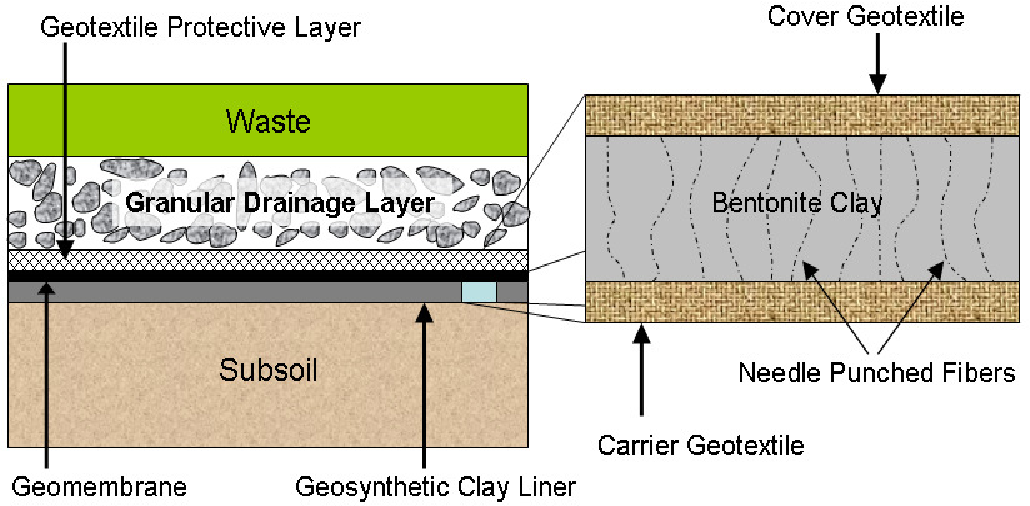 Geotextile Protective Layer
Cover Geotextile
Waste
Granular Drainage Layer
Bentonite Clay
Subsoil
Needle Punched Fibers
Carrier Geotextile
Geomembrane
Geosynthetic Clay Liner